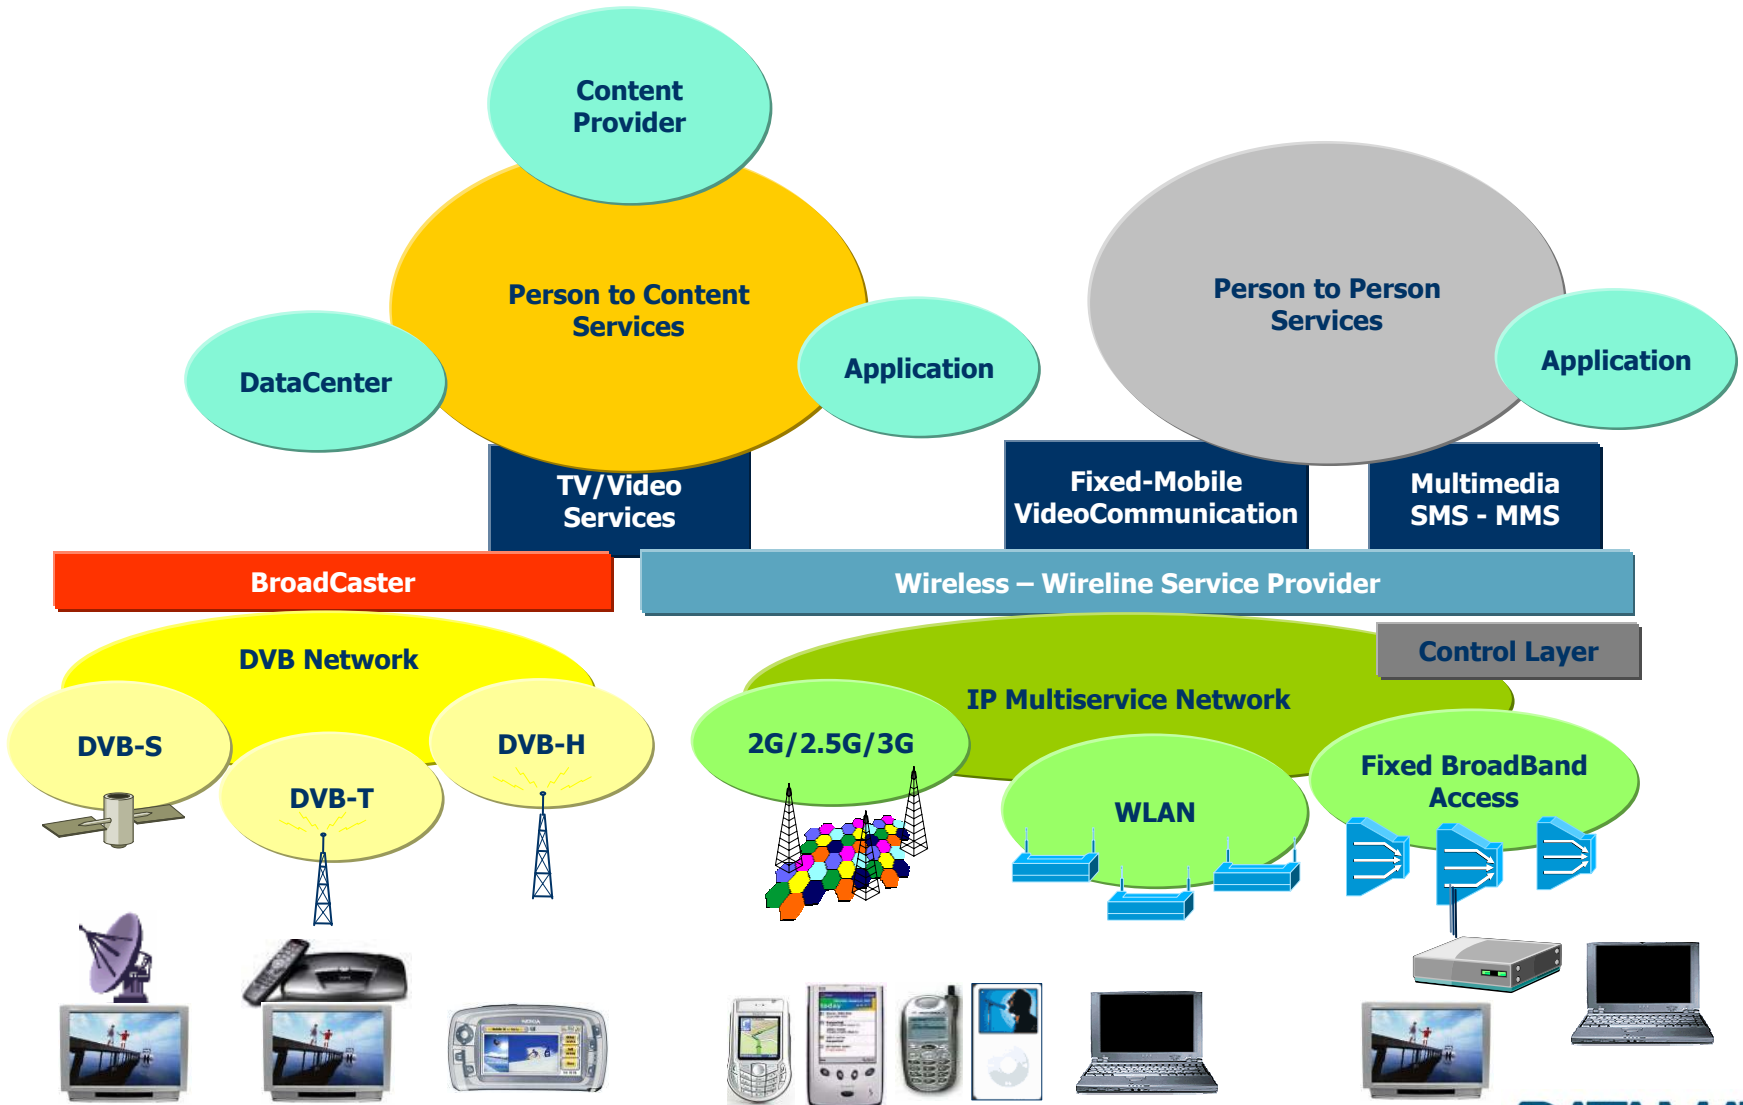 Content
Provider
Person to Content
Services
Person to Person
Services
DataCenter
Application
Application
TV/Video
Services
Fixed-Mobile
VideoCommunication
Multimedia
SMS - MMS
BroadCaster
Wireless – Wireline Service Provider
DVB Network
Control Layer
IP Multiservice Network
DVB-S
DVB-T
DVB-H
2G/2.5G/3G
WLAN
Fixed BroadBand
Access
NOKIA
today